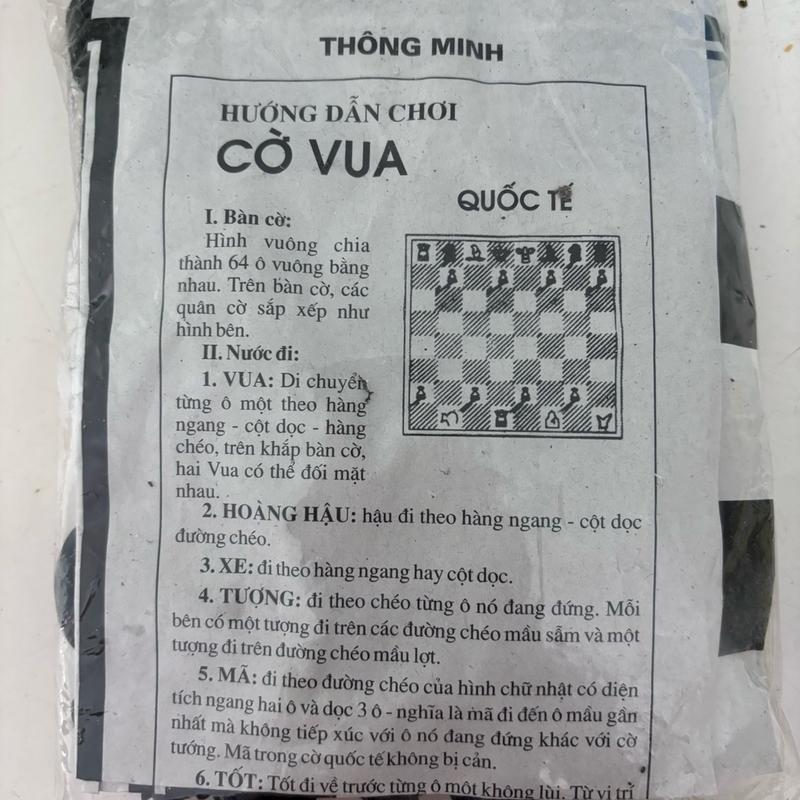 THÔNG MINH
HƯỚNG DẪN CHƠI
CỜ VUA
QUỐC TẾ
I. Bàn cờ:
Hình vuông chia
thành 64 ô vuông bằng
nhau. Trên bàn cờ, các
quân cờ sắp xếp như
hình bên.
II. Nước đi:
1. VUA: Di chuyển
từng ô một theo hàng
ngang - cột dọc - hàng
chéo, trên khắp bàn cờ,
hai Vua có thể đối mặt
nhau.
2. HOÀNG HẬU: hậu đi theo hàng ngang - cột dọc
đường chéo.
3. XE: đi theo hàng ngang hay cột dọc.
4. TƯỢNG: đi theo chéo từng ô nó đang đứng. Mỗi
bên có một tượng đi trên các đường chéo mầu sẫm và một
tượng đi trên đường chéo mầu lợt.
5. MÃ: đi theo đường chéo của hình chữ nhật có diện
tích ngang hai ô và dọc 3 ô - nghĩa là mã đi đến ô mầu gần
nhất mà không tiếp xúc với ô nó đang đứng khác với cờ
tướng. Mã trong cờ quốc tế không bị cản.
6. TỐT: Tốt đi về trước từng ô một không lùi. Từ vị trí